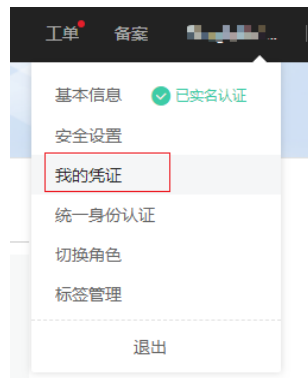 工单 备案
基本信息 已实名认证
安全设置
我的凭证
统一身份认证
切换角色
标签管理
退出